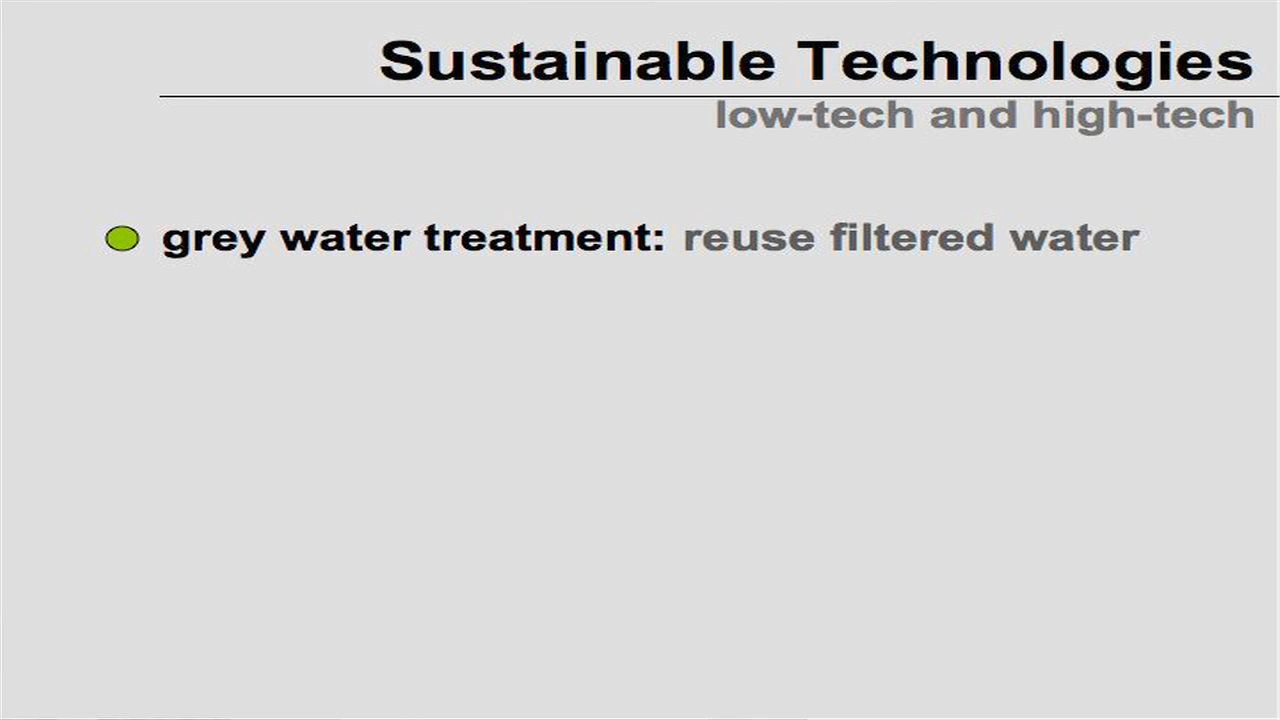 Sustainable Technologies
low-tech and high-tech
grey water treatment: reuse filtered water